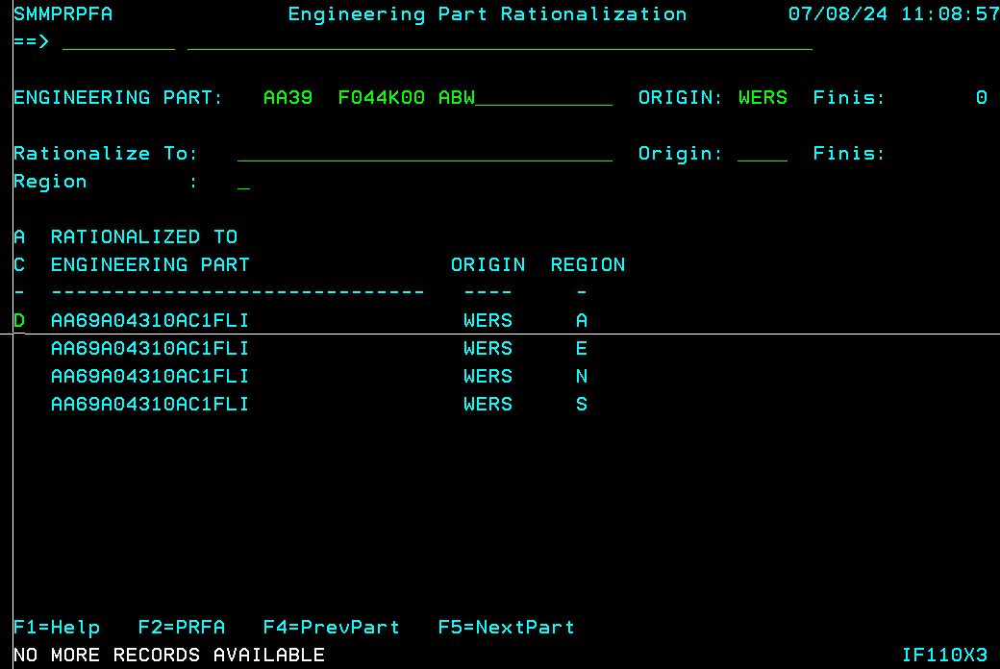 SMMPRPFA Engineering Part Rationalization 07/08/24 11:08:57
==> _________ __________________________________________________
ENGINEERING PART: AA39 F044K00 ABW___________ ORIGIN: WERS Finis: 0
Rationalize To: ______________________________ Origin: ____ Finis:
Region : _
A RATIONALIZED TO
C ENGINEERING PART ORIGIN REGION
- ------------------------------ ---- -
D AA69A04310AC1FLI WERS A
AA69A04310AC1FLI WERS E
AA69A04310AC1FLI WERS N
AA69A04310AC1FLI WERS S
F1=Help F2=PRFA F4=PrevPart F5=NextPart
NO MORE RECORDS AVAILABLE IF110X3